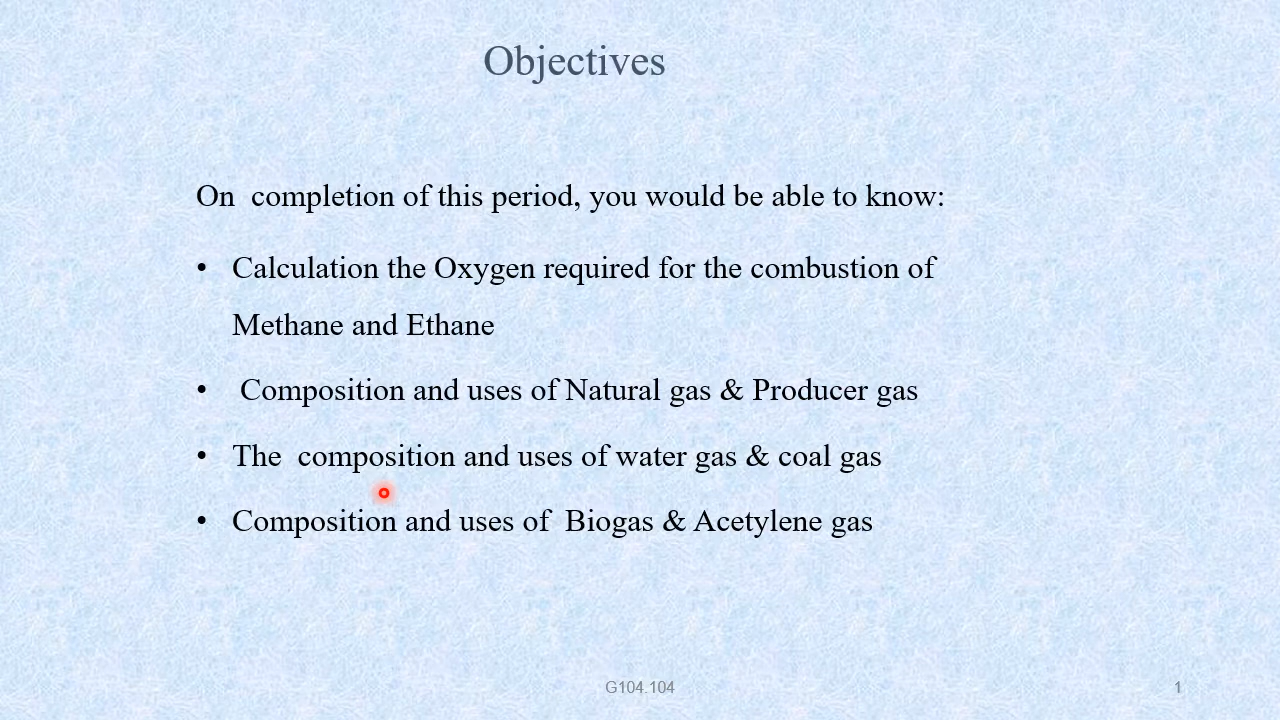 Objectives
On completion of this period, you would be able to know:
• Calculation the Oxygen required for the combustion of
Methane and Ethane
• Composition and uses of Natural gas & Producer gas
• The composition and uses of water gas & coal gas
• Composition and uses of Biogas & Acetylene gas
G104.104
1